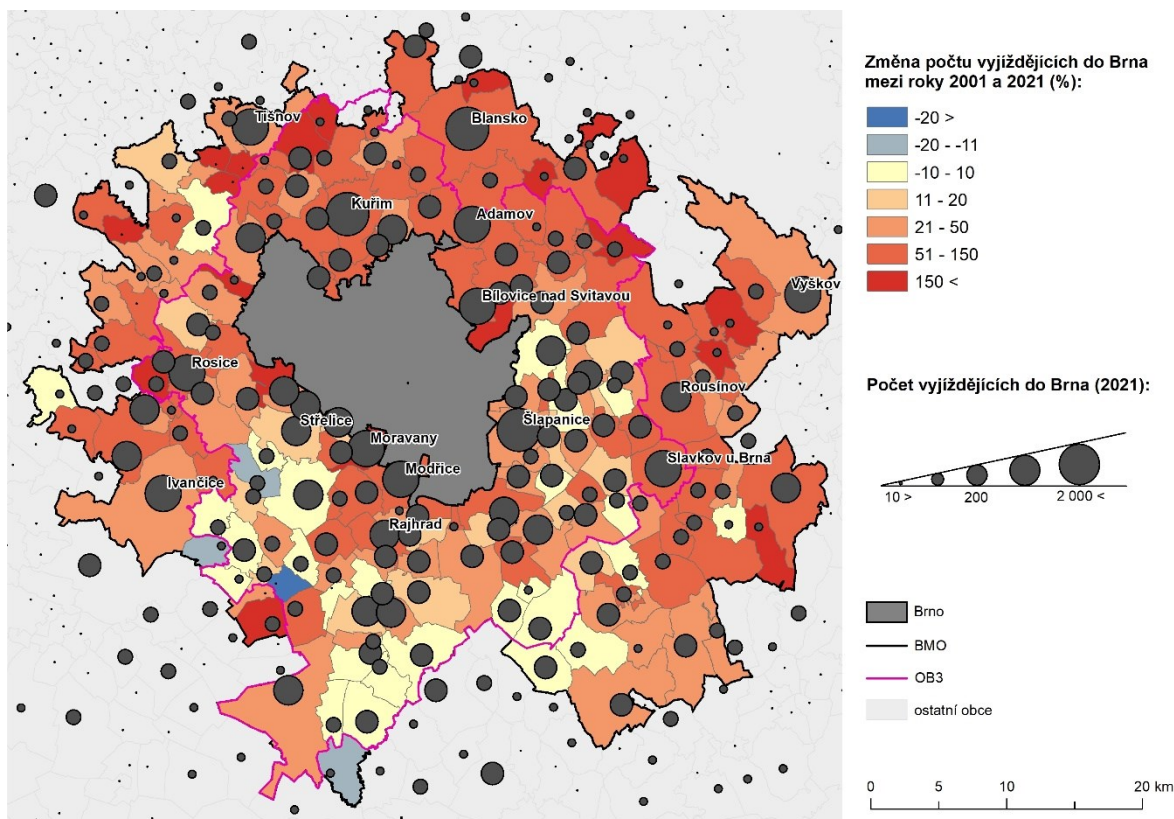 Tišnov
Blansko
Kuřim
Adamov
Vyškov
Bílovice nad Svitavou
Rosice
Rousínov
Střelice
Šlapanice
Moravany
Slavkov u Brna
Modřice
Ivančice
Rajhrad
Změna počtu vyjíždějících do Brna
mezi roky 2001 a 2021 (%):
-20 >
-20 - -11
-10 - 10
11 - 20
21 - 50
51 - 150
150 <
Počet vyjíždějících do Brna (2021):
10 > 200 2 000 <
Brno
BMO
OB3
ostatní obce
0 5 10 20 km